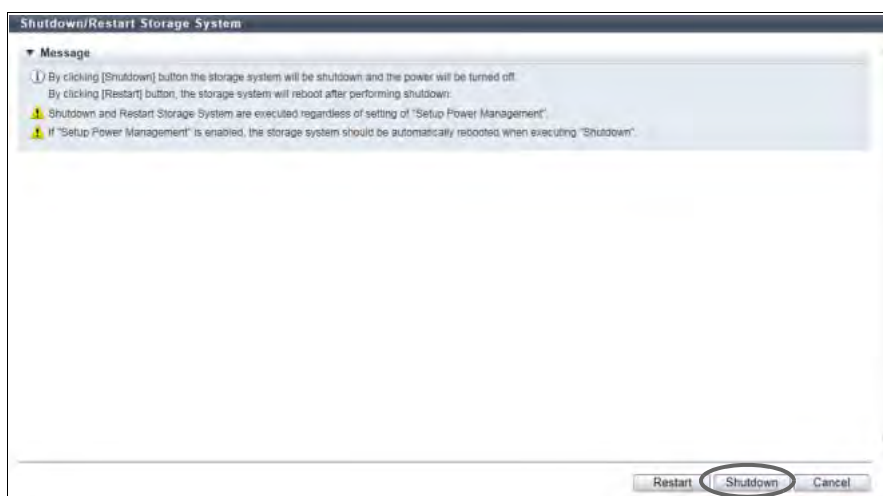 Shutdown/Restart Storage System
▼ Message
By clicking [Shutdown] button the storage system will be shutdown and the power will be turned off.
By clicking [Restart] button, the storage system will reboot after performing shutdown.
Shutdown and Restart Storage System are executed regardless of setting of "Setup Power Management".
If "Setup Power Management" is enabled, the storage system should be automatically rebooted when executing "Shutdown".
Restart Shutdown Cancel